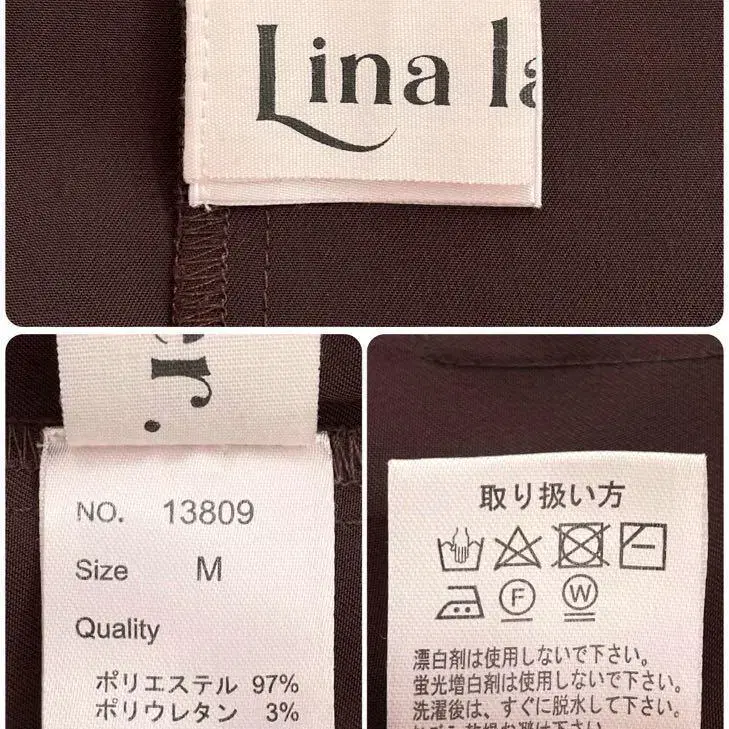 Lina la
er.
NO. 13809
Size M
Quality
ポリエステル 97%
ポリウレタン 3%
取り扱い方
F W
漂白剤は使用しないで下さい。
蛍光増白剤は使用しないで下さい。
洗濯後は、すぐに脱水して下さい。